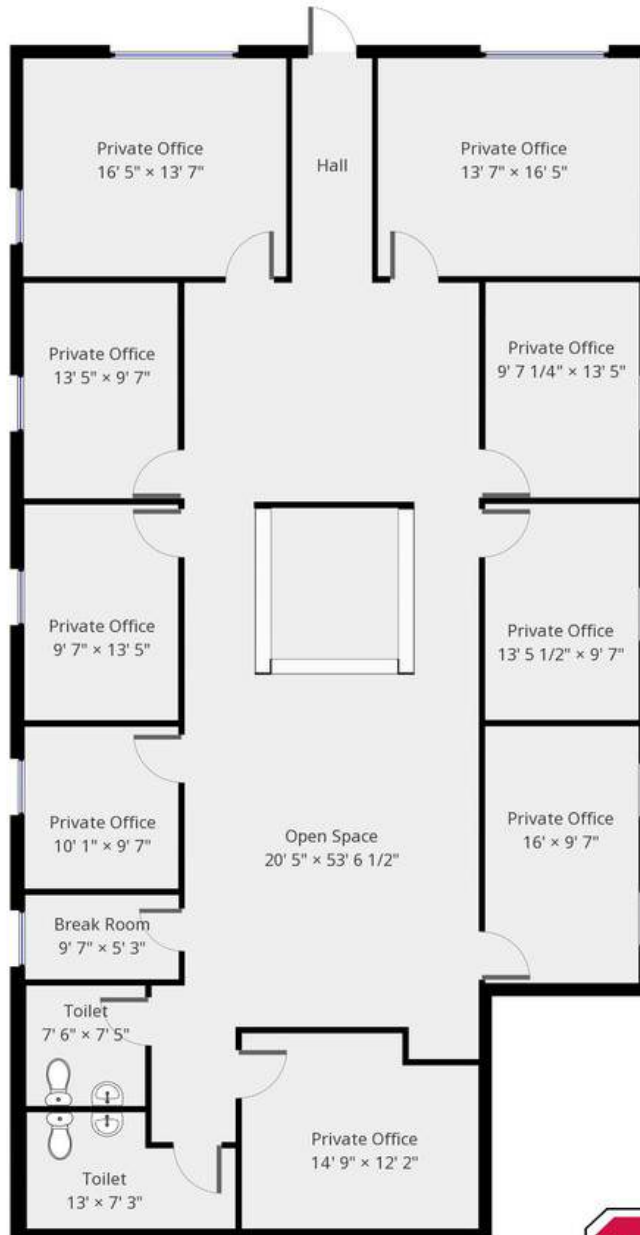 Private Office
16' 5" × 13' 7"
Hall
Private Office
13' 7" × 16' 5"
Private Office
13' 5" × 9' 7"
Private Office
9' 7 1/4" × 13' 5"
Private Office
9' 7" × 13' 5"
Private Office
13' 5 1/2" × 9' 7"
Private Office
10' 1" × 9' 7"
Open Space
20' 5" × 53' 6 1/2"
Private Office
16' × 9' 7"
Break Room
9' 7" × 5' 3"
Toilet
7' 6" × 7' 5"
Private Office
14' 9" × 12' 2"
Toilet
13' × 7' 3"